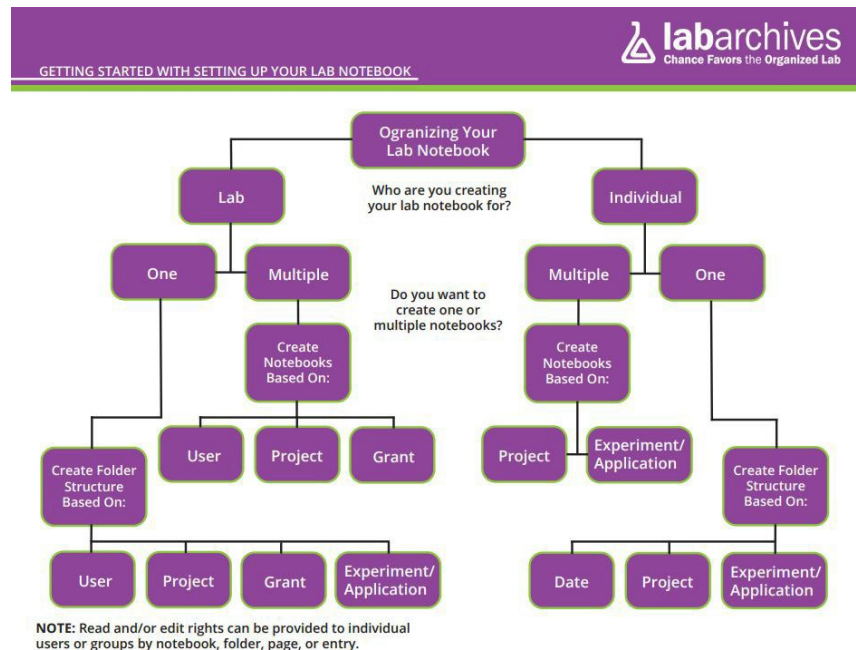 labarchives
Chance Favors the Organized Lab
GETTING STARTED WITH SETTING UP YOUR LAB NOTEBOOK
Ogranizing Your
Lab Notebook
Who are you creating
your lab notebook for?
Lab
Individual
One
Multiple
Multiple
One
Do you want to
create one or
multiple notebooks?
Create
Notebooks
Based On:
Create
Notebooks
Based On:
User
Project
Grant
Project
Experiment/
Application
Create Folder
Structure
Based On:
Create Folder
Structure
Based On:
User
Project
Grant
Experiment/
Application
Date
Project
Experiment/
Application
NOTE: Read and/or edit rights can be provided to individual
users or groups by notebook, folder, page, or entry.